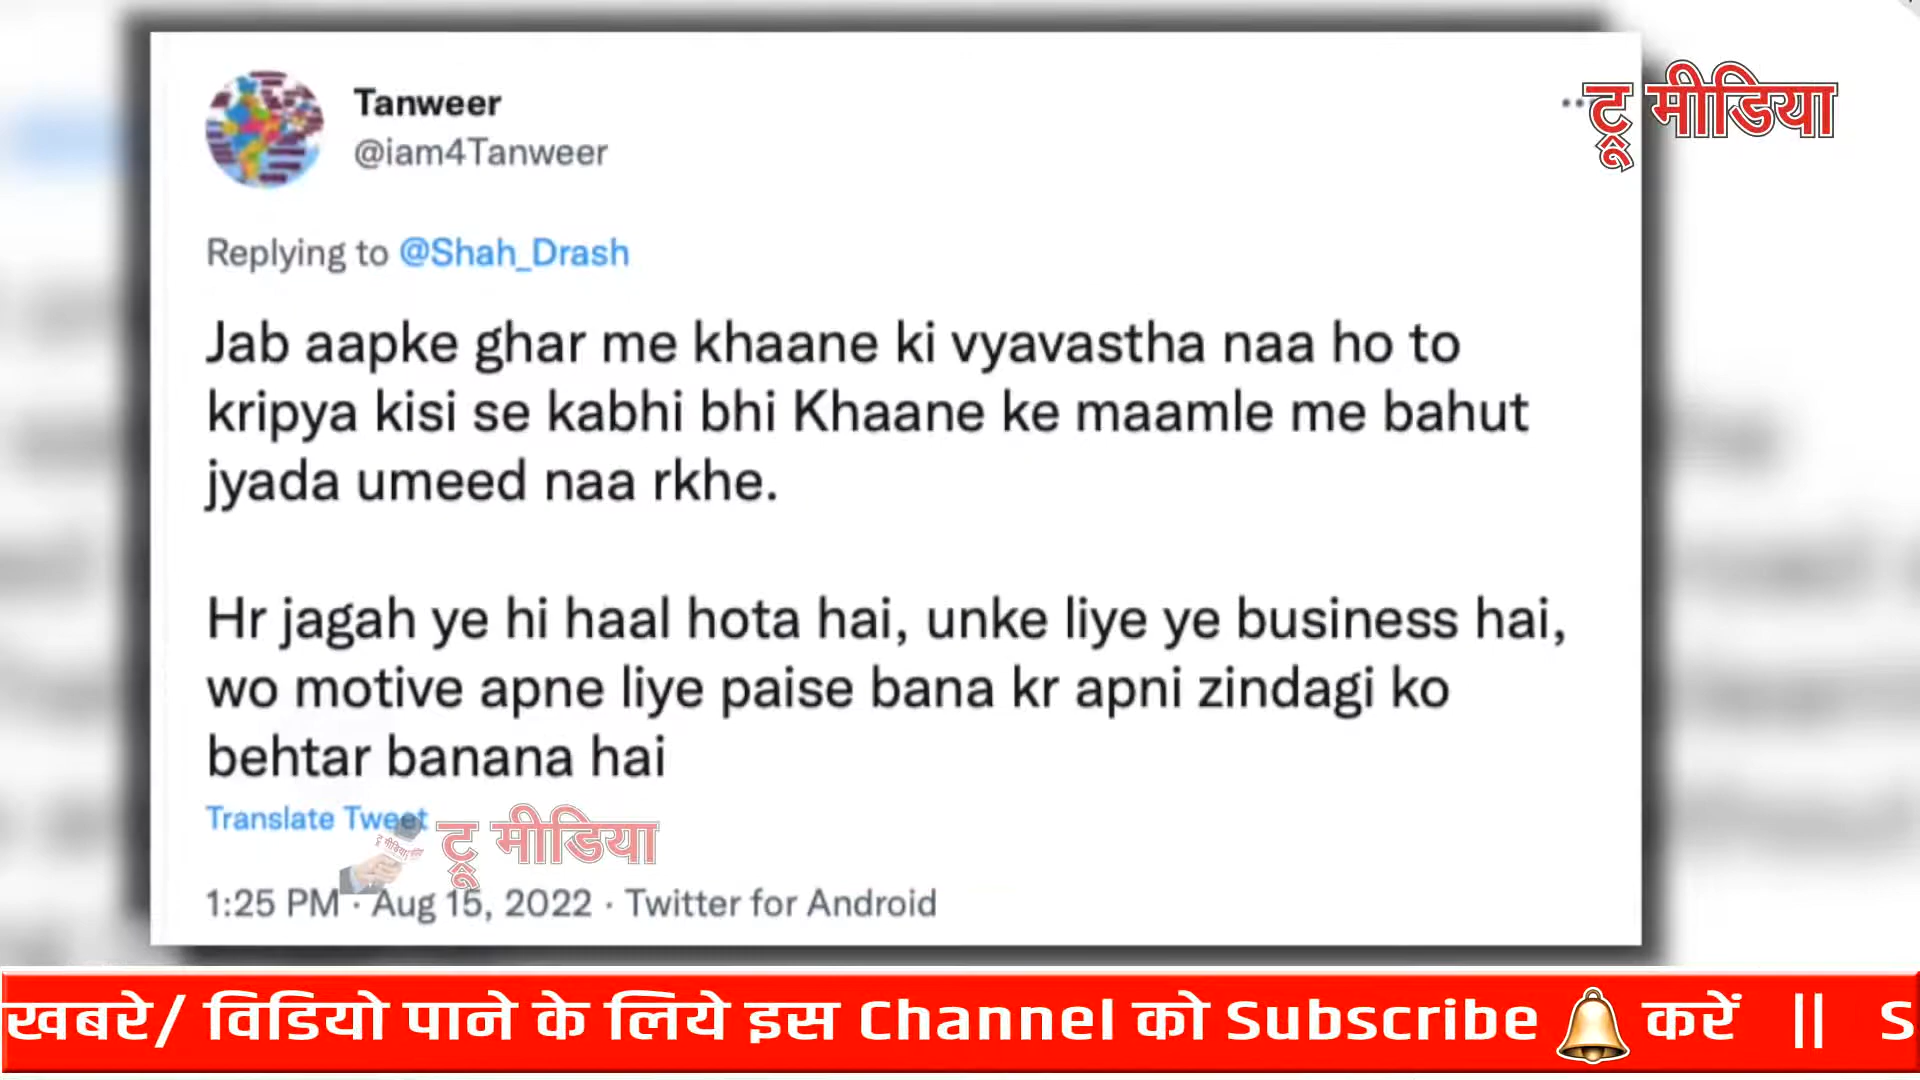 Tanweer
@iam4Tanweer
टू मीडिया
Replying to @Shah_Drash
Jab aapke ghar me khaane ki vyavastha naa ho to
kripya kisi se kabhi bhi Khaane ke maamle me bahut
jyada umeed naa rkhe.
Hr jagah ye hi haal hota hai, unke liye ye business hai,
wo motive apne liye paise bana kr apni zindagi ko
behtar banana hai
Translate Tweet
टू मीडिया
1:25 PM · Aug 15, 2022 · Twitter for Android
खबरे/ विडियो पाने के लिये इस Channel को Subscribe करें || S